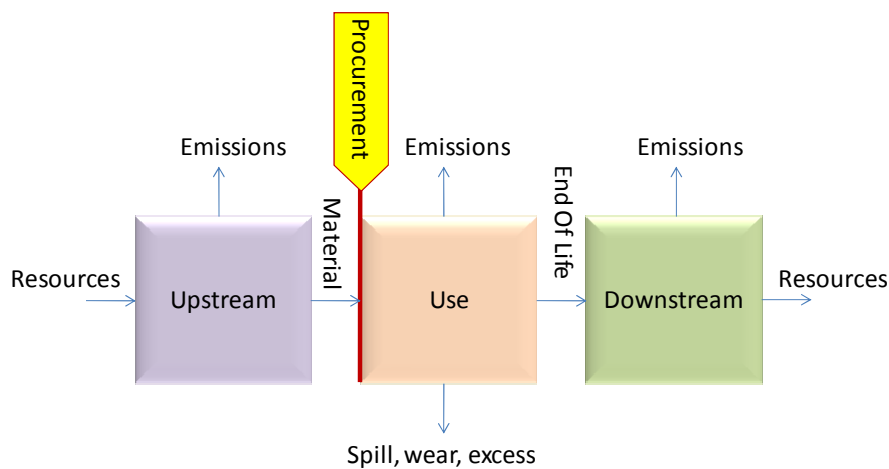 Procurement
Emissions
Emissions
Emissions
Material
End Of Life
Resources
Upstream
Use
Downstream
Resources
Spill, wear, excess